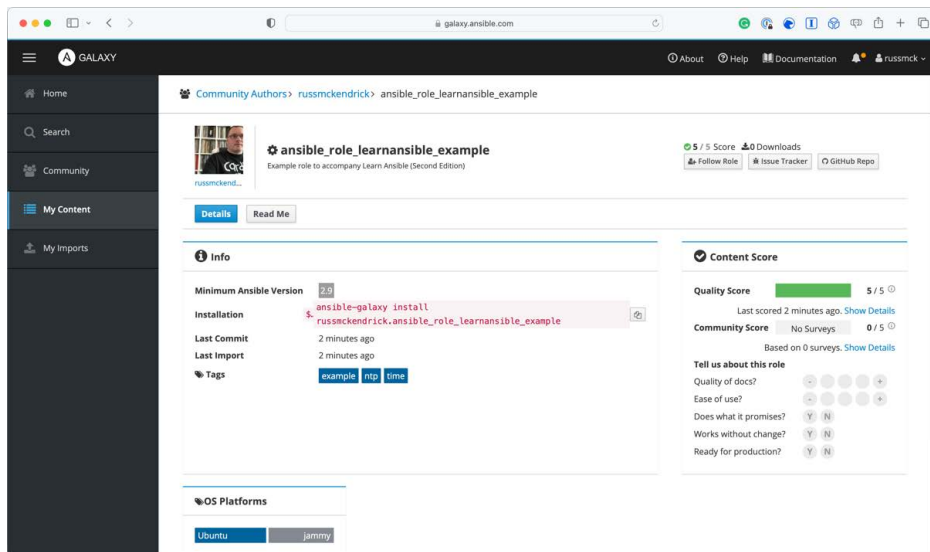 galaxy.ansible.com
GALAXY
About Help Documentation russmck
Home
Search
Community
My Content
My Imports
Community Authors > russmckendrick > ansible_role_learnansible_example
russmckend...
ansible_role_learnansible_example
Example role to accompany Learn Ansible (Second Edition)
5 / 5 Score 0 Downloads
Follow Role Issue Tracker GitHub Repo
Details Read Me
Info
Minimum Ansible Version 2.9
Installation $ ansible-galaxy install
russmckendrick.ansible_role_learnansible_example
Last Commit 2 minutes ago
Last Import 2 minutes ago
Tags example ntp time
Content Score
Quality Score 5 / 5
Last scored 2 minutes ago. Show Details
Community Score No Surveys 0 / 5
Based on 0 surveys. Show Details
Tell us about this role
Quality of docs? - +
Ease of use? - +
Does what it promises? Y N
Works without change? Y N
Ready for production? Y N
OS Platforms
Ubuntu jammy